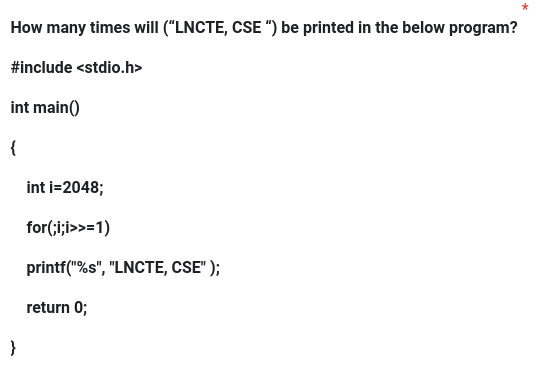 *
How many times will (“LNCTE, CSE “) be printed in the below program?
#include <stdio.h>
int main()
{
int i=2048;
for(;i;i>>=1)
printf("%s", "LNCTE, CSE" );
return 0;
}